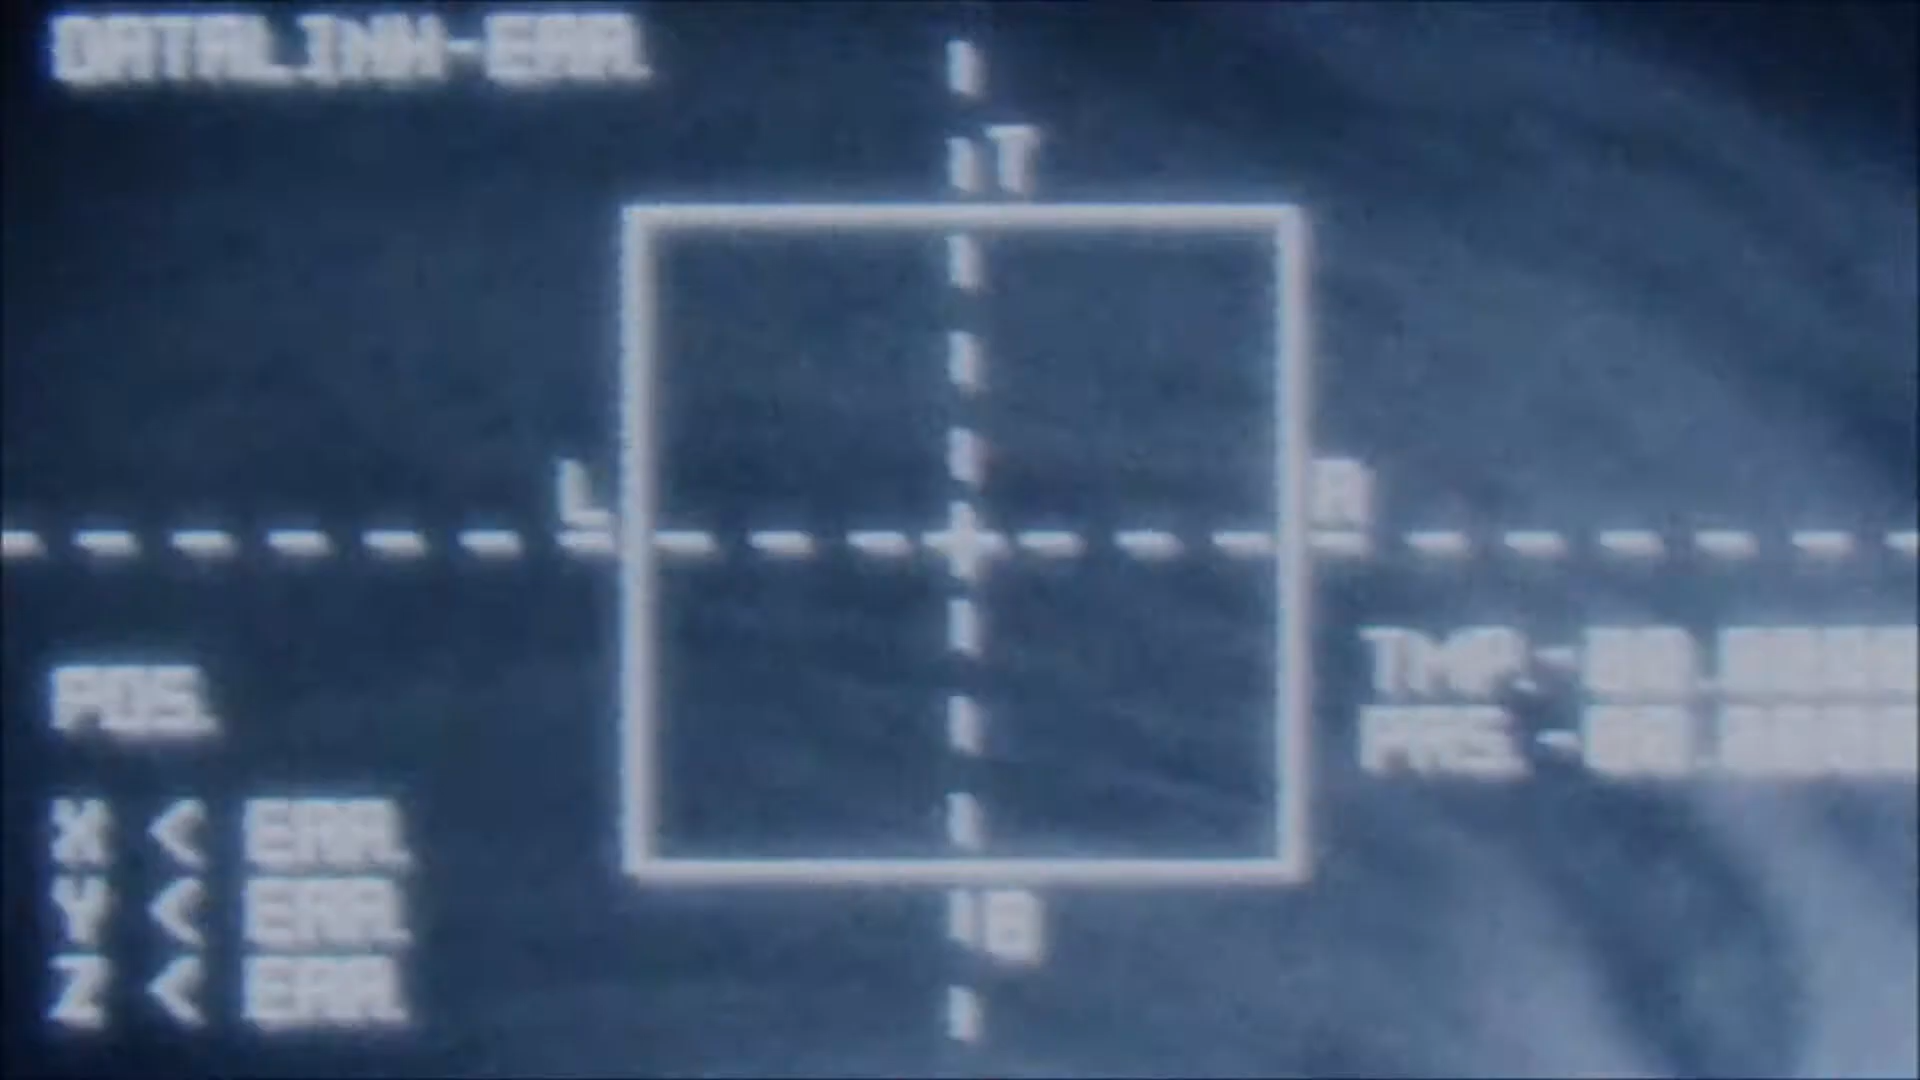 DATALINK-ERR.
T
L
R
POS.
TMP.-
PRS.-
X < ERR.
Y < ERR.
Z < ERR.
B